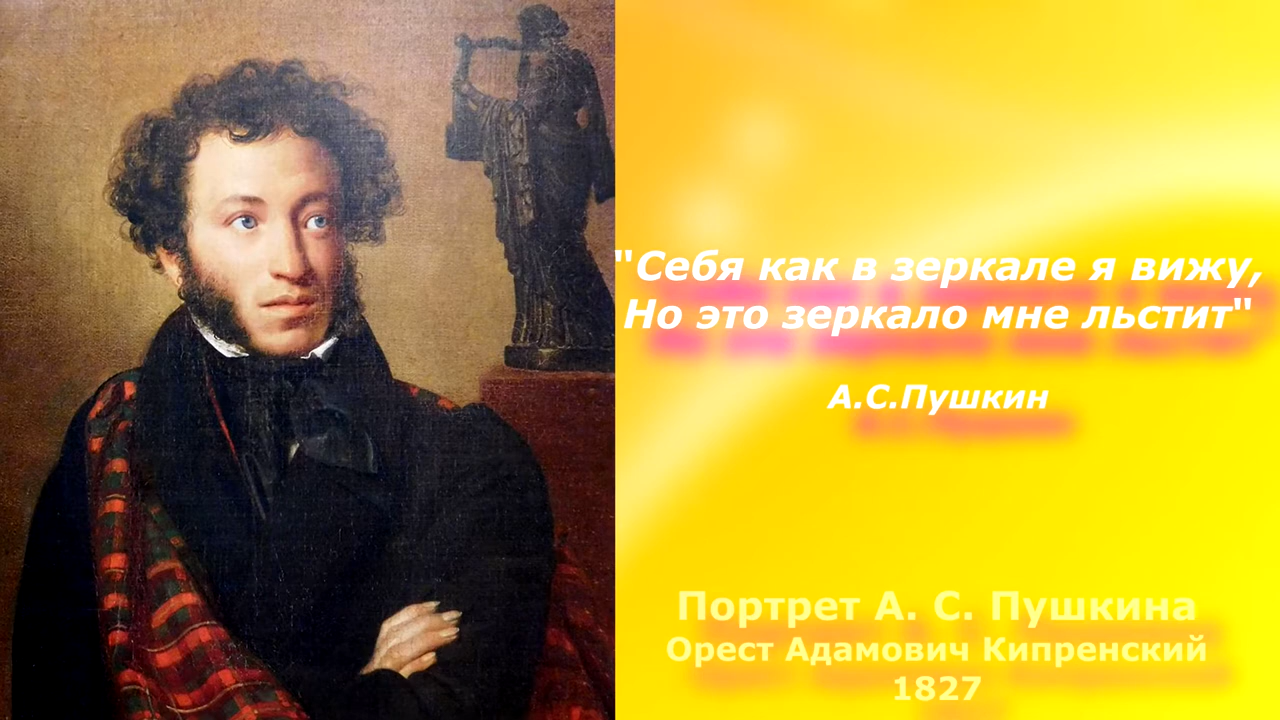 "Себя как в зеркале я вижу,
Но это зеркало мне льстит"
А.С.Пушкин
Портрет А. С. Пушкина
Орест Адамович Кипренский
1827